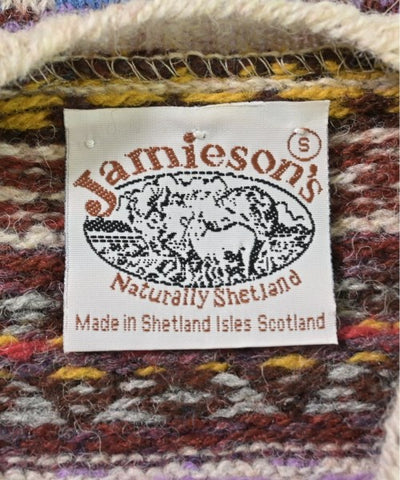 S
Jamieson's
Naturally Shetland
Made in Shetland Isles Scotland